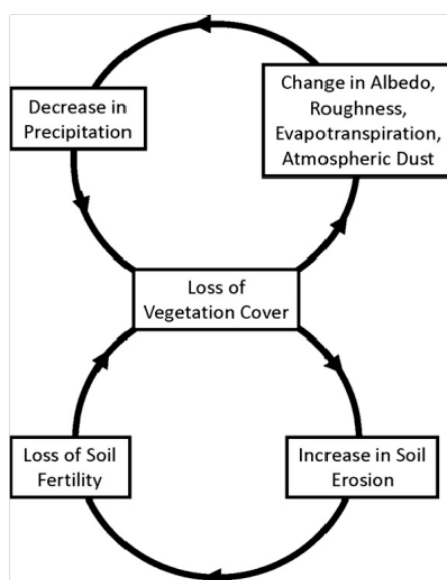 Decrease in
Precipitation
Change in Albedo,
Roughness,
Evapotranspiration,
Atmospheric Dust
Loss of
Vegetation Cover
Loss of Soil
Fertility
Increase in Soil
Erosion